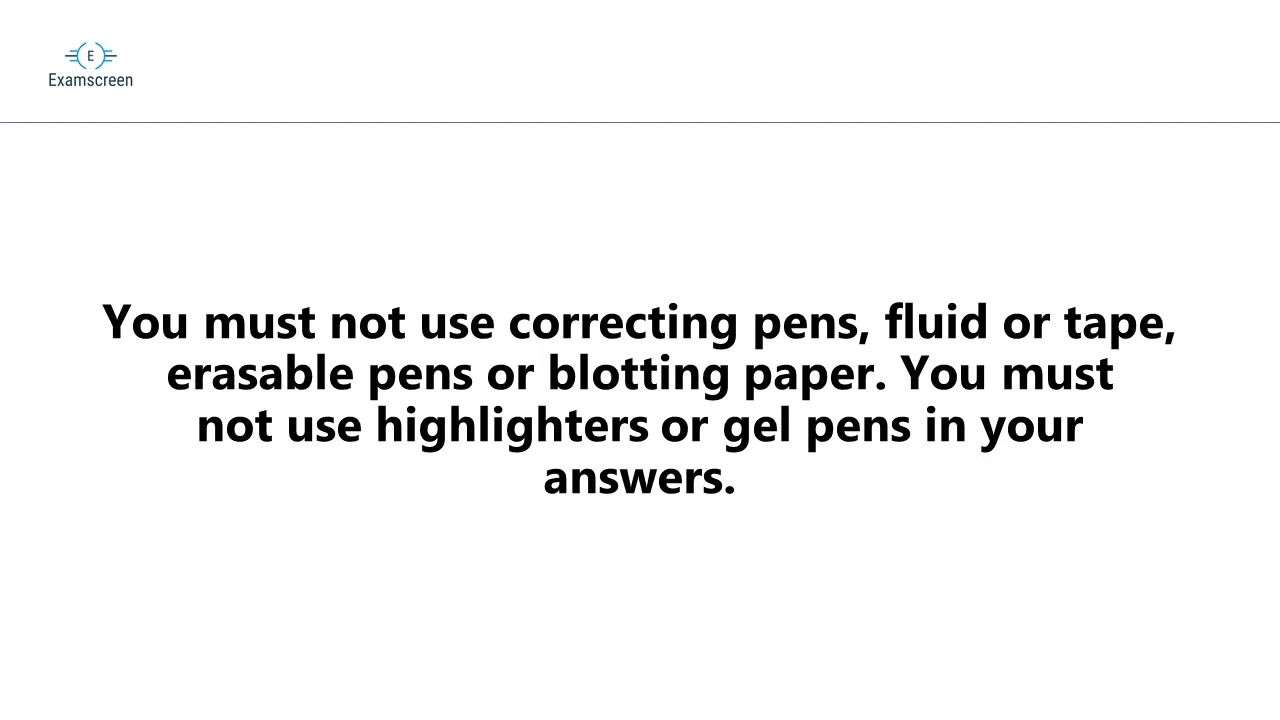 E
Examscreen
You must not use correcting pens, fluid or tape,
erasable pens or blotting paper. You must
not use highlighters or gel pens in your
answers.